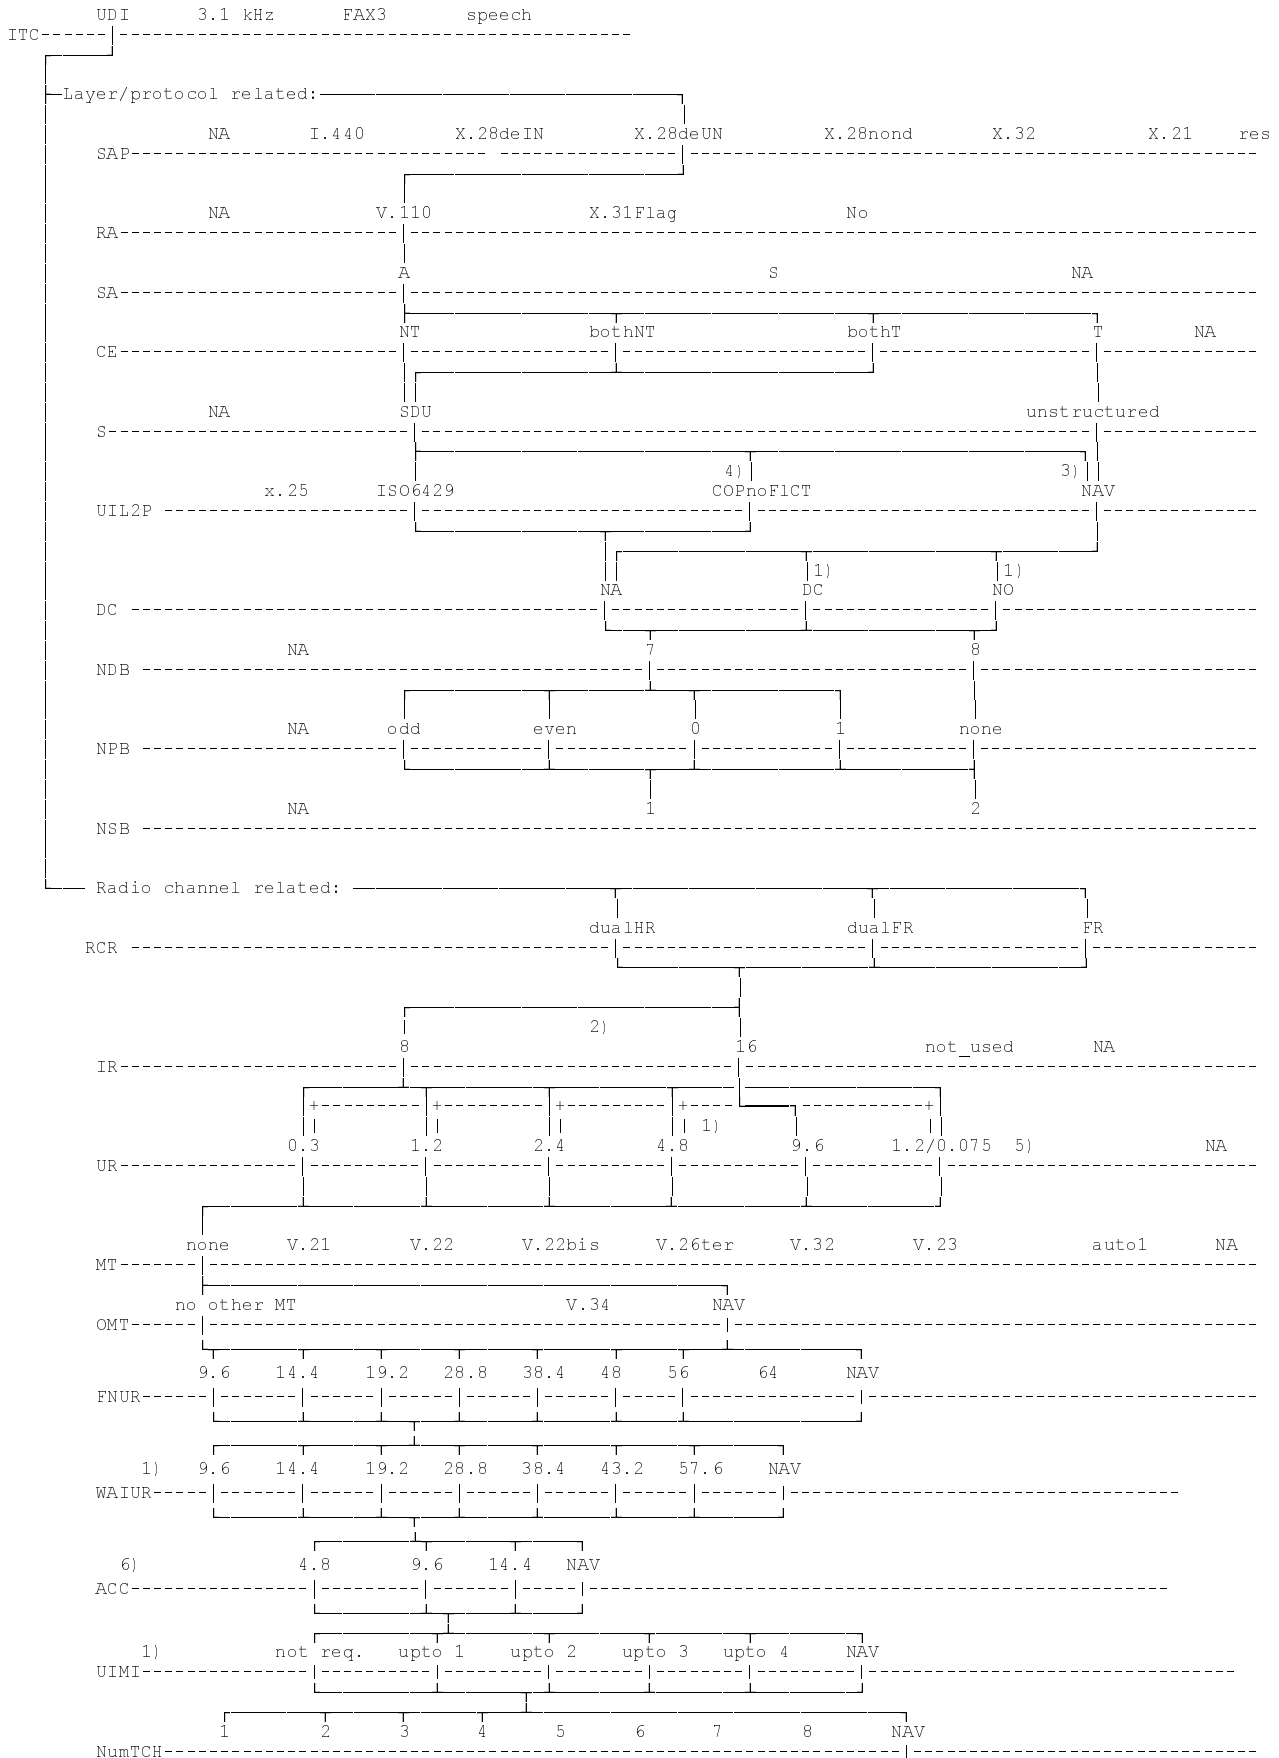 UDI 3.1 kHz FAX3 speech
ITC
Layer/protocol related:
NA I.440 X.28deIN X.28deUN X.28nond X.32 X.21 res
SAP
NA V.110 X.31Flag No
RA
A S NA
SA
NT bothNT bothT T NA
CE
NA SDU unstructured
S
4) 3)
x.25 ISO6429 COPnoFlCT NAV
UIL2P
1) 1)
NA DC NO
DC
NA 7 8
NDB
NA odd even 0 1 none
NPB
NA 1 2
NSB
Radio channel related:
dualHR dualFR FR
RCR
2)
8 16 not_used NA
IR
1)
0.3 1.2 2.4 4.8 9.6 1.2/0.075 5) NA
UR
none V.21 V.22 V.22bis V.26ter V.32 V.23 auto1 NA
MT
no other MT V.34 NAV
OMT
9.6 14.4 19.2 28.8 38.4 48 56 64 NAV
FNUR
1) 9.6 14.4 19.2 28.8 38.4 43.2 57.6 NAV
WAIUR
6) 4.8 9.6 14.4 NAV
ACC
1) not req. upto 1 upto 2 upto 3 upto 4 NAV
UIMI
1 2 3 4 5 6 7 8 NAV
NumTCH